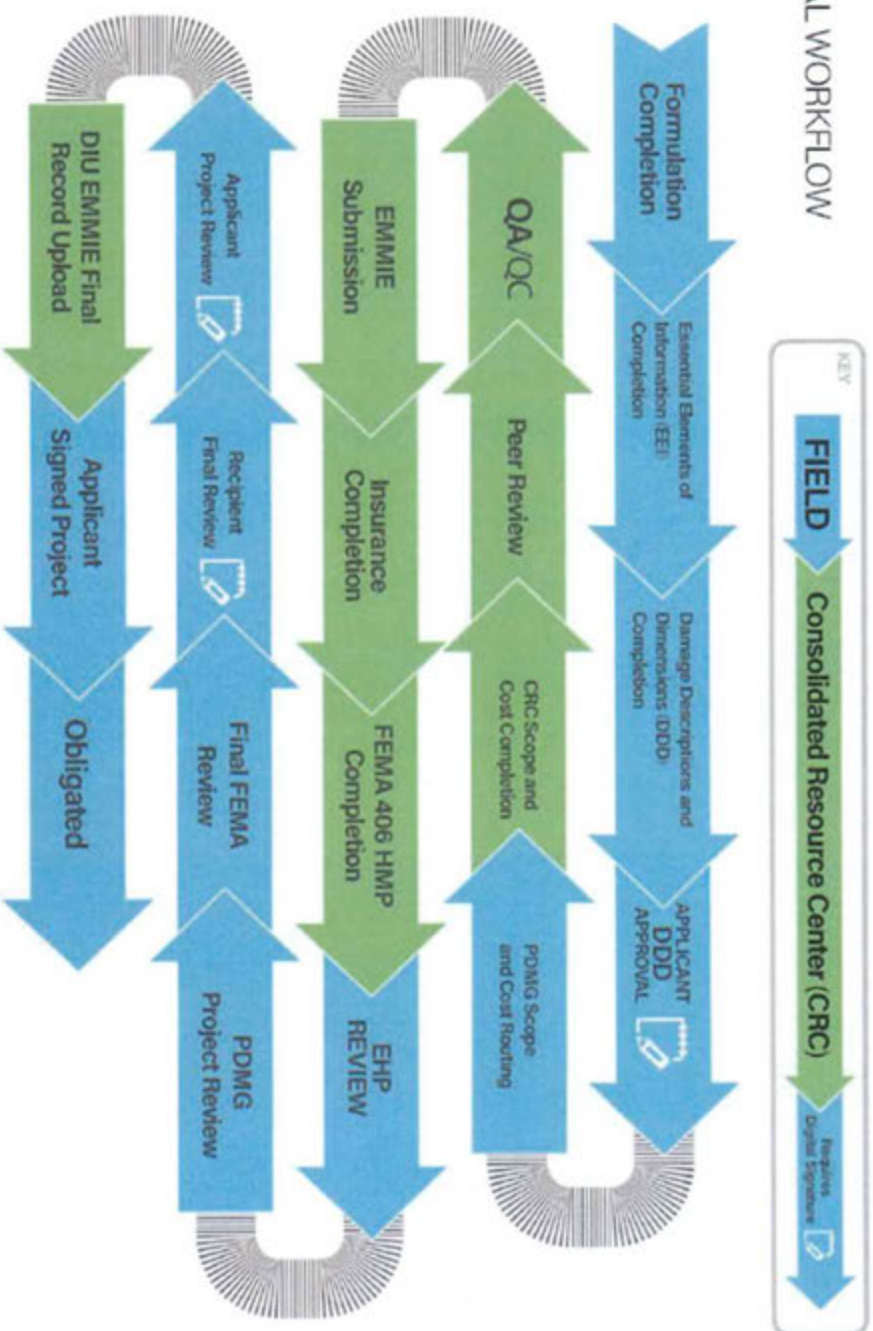 AL WORKFLOW
KEY
FIELD
Consolidated Resource Center (CRC)
Requires
Digital Signature
Formulation
Completion
Essential Elements of
Information (EEI)
Completion
Damage Descriptions and
Dimensions (DDD)
Completion
APPLICANT
DDD
APPROVAL
PDMG Scope
and Cost Routing
CRC Scope and
Cost Completion
Peer Review
QA/QC
EMMIE
Submission
Insurance
Completion
FEMA 406 HMP
Completion
EHP
REVIEW
PDMG
Project Review
Final FEMA
Review
Recipient
Final Review
Applicant
Project Review
DIU EMMIE Final
Record Upload
Applicant
Signed Project
Obligated